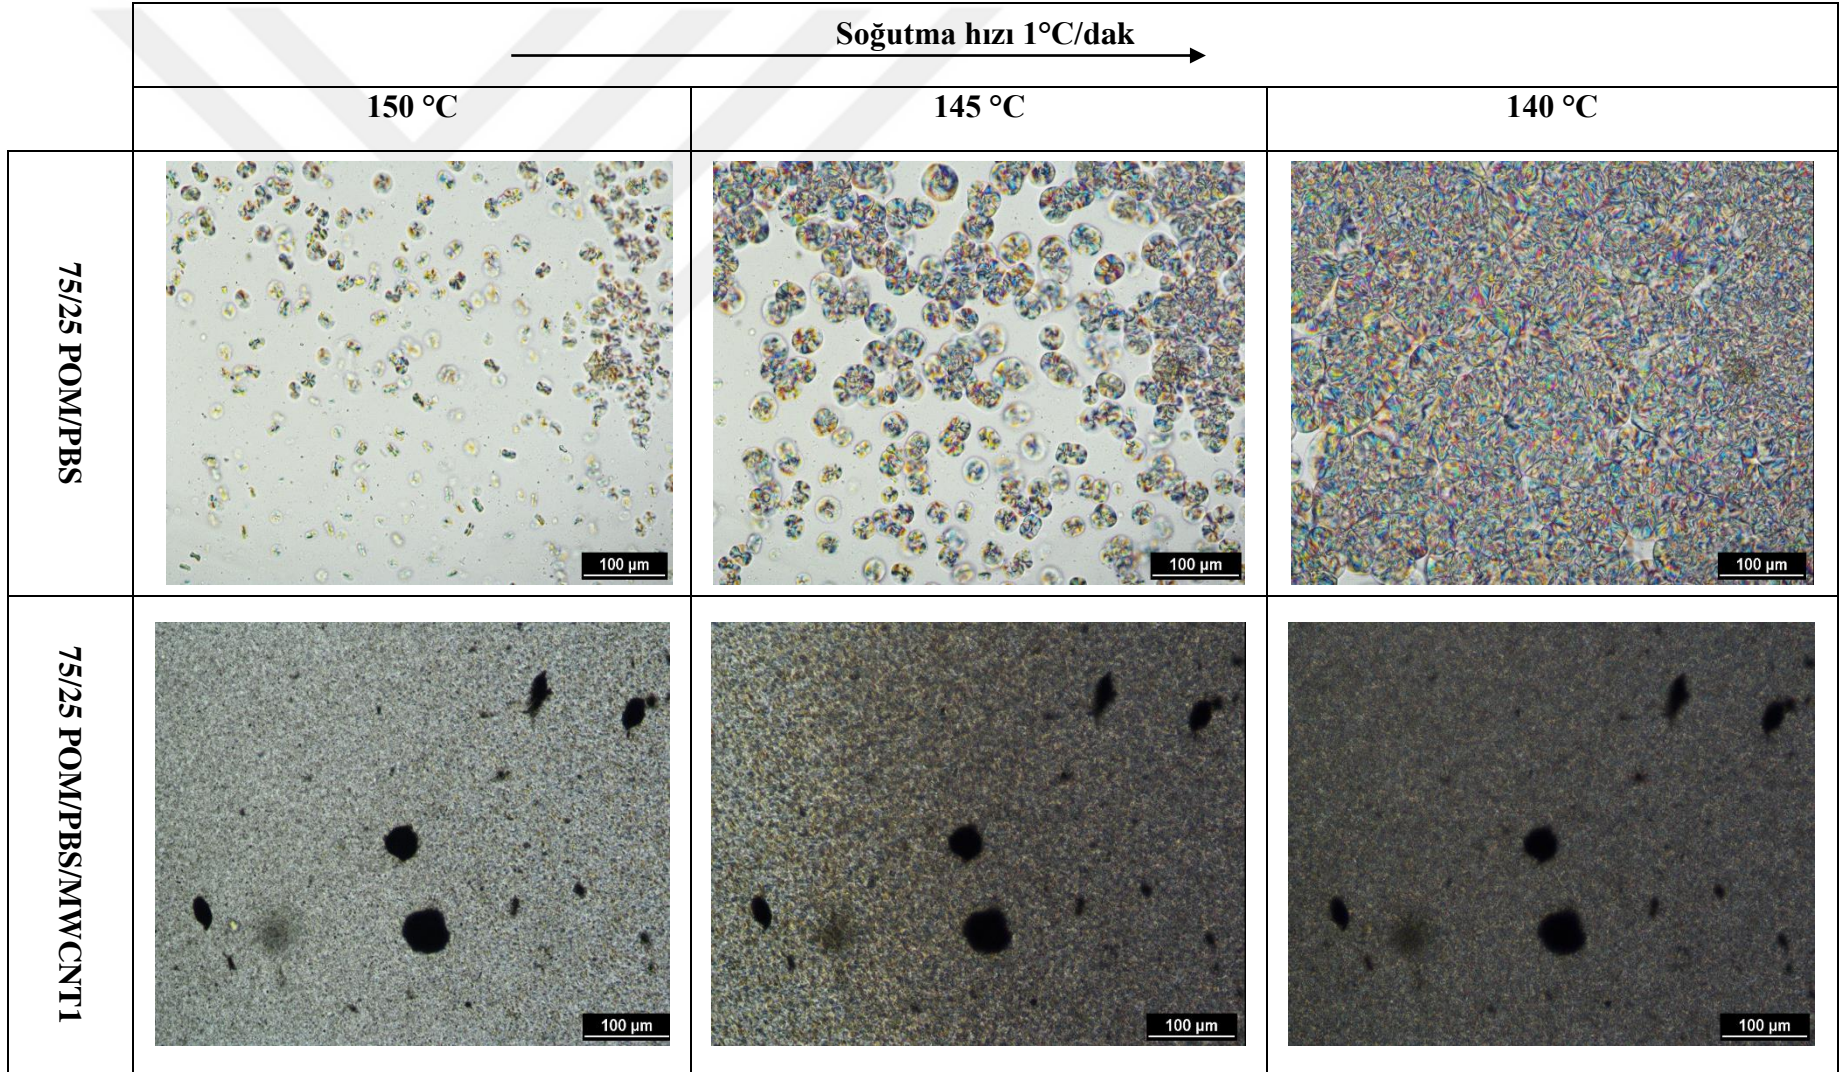 Soğutma hızı 1°C/dak
150 °C
145 °C
140 °C
75/25 POM/PBS
100 µm
100 µm
100 µm
75/25 POM/PBS/MWCNT1
100 µm
100 µm
100 µm